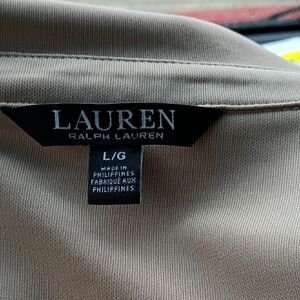 LAUREN
RALPH LAUREN
L/G
MADE IN
PHILIPPINES
FABRIQUÉ AUX
PHILIPPINES